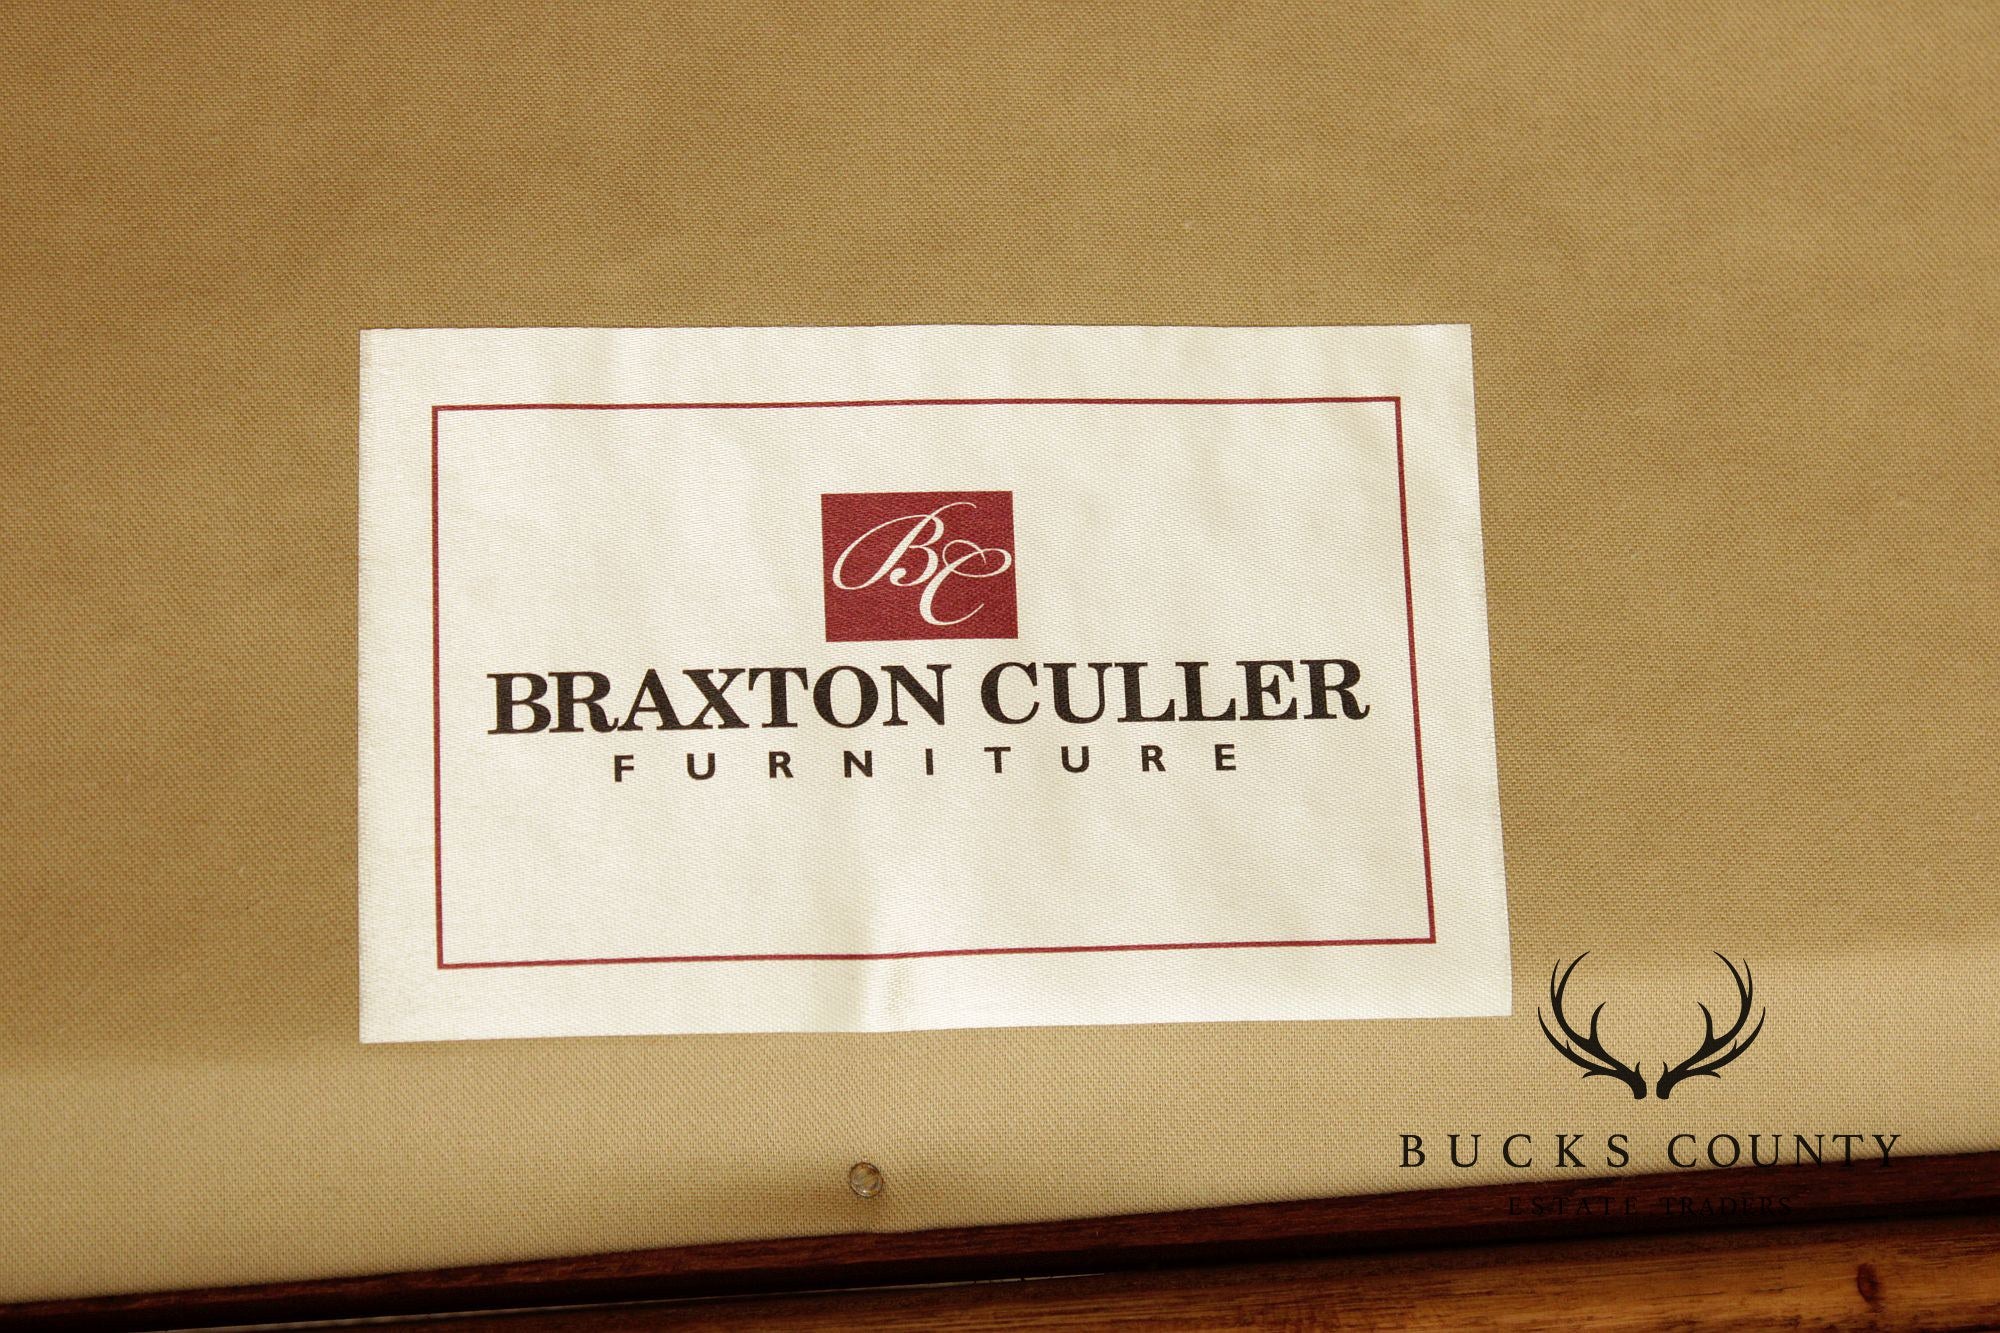 BC
BRAXTON CULLER
FURNITURE
BUCKS COUNTY
ESTATE TRADERS